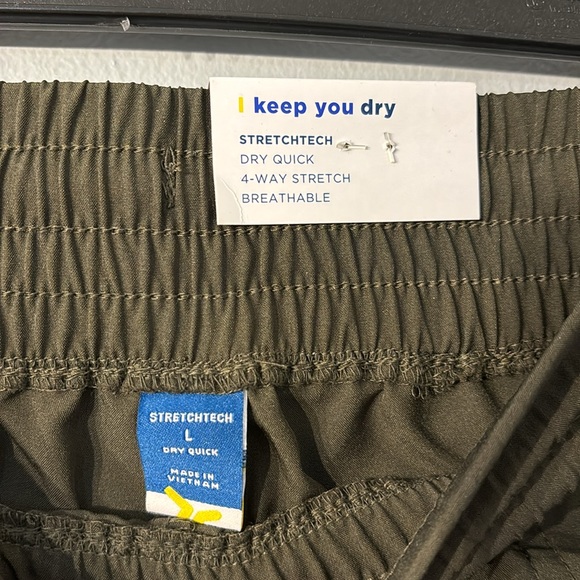 I keep you dry
STRETCHTECH
DRY QUICK
4-WAY STRETCH
BREATHABLE
STRETCHTECH
L
DRY QUICK
MADE IN
VIETNAM